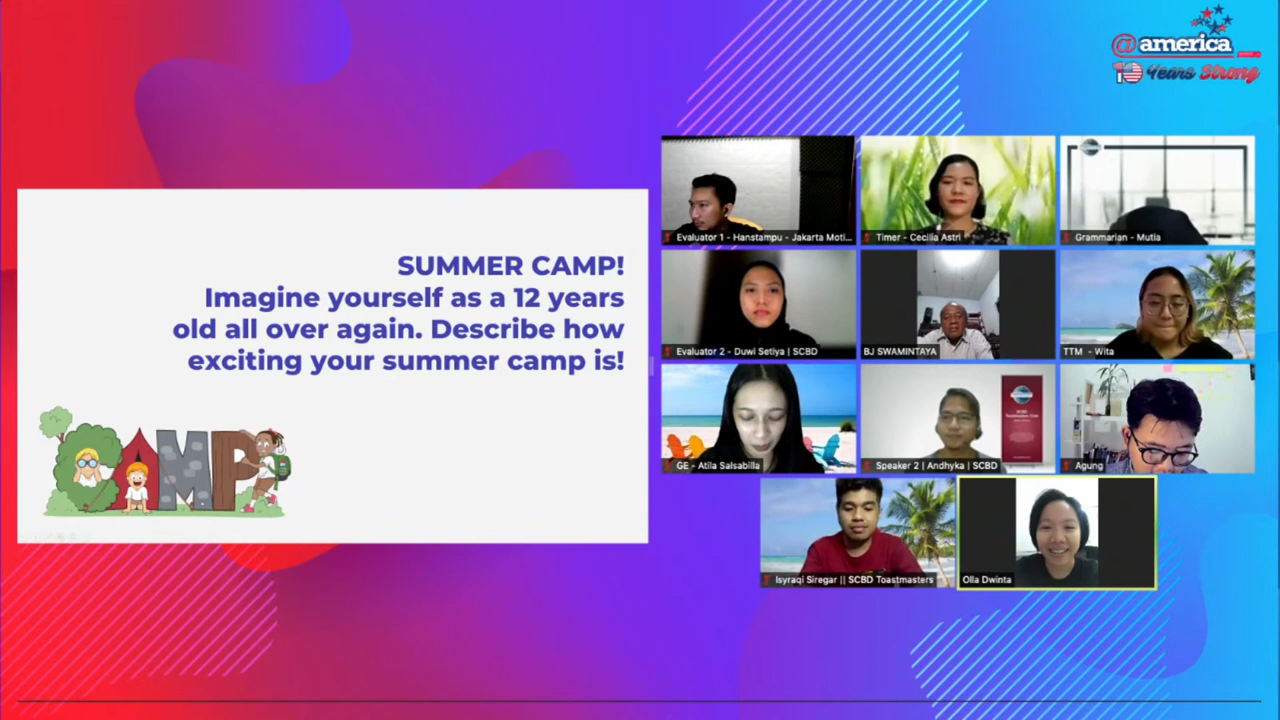 @america
10 Years Strong
SUMMER CAMP!
Imagine yourself as a 12 years
old all over again. Describe how
exciting your summer camp is!
CAMP
Evaluator 1 - Hanstampu - Jakarta Moti...
Timer - Cecilia Astri
Grammarian - Mutia
Evaluator 2 - Duwi Setiya | SCBD
BJ SWAMINTAYA
TTM - Wita
GE - Atila Salsabilla
Speaker 2 | Andhyka | SCBD
Agung
Isyraqi Siregar || SCBD Toastmasters
Olla Dwinta